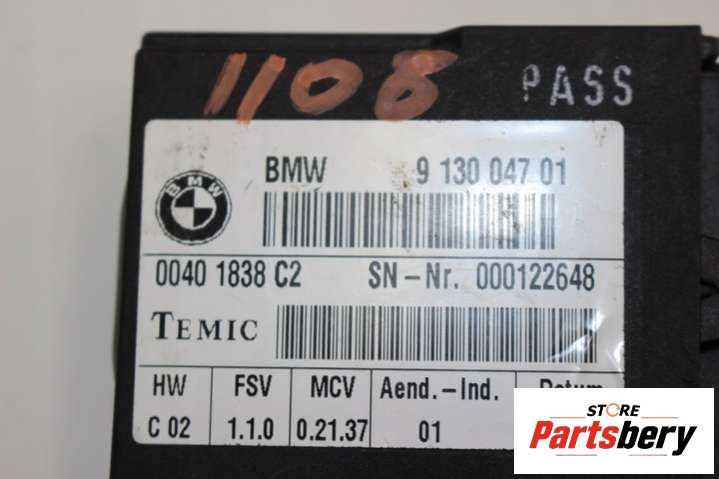 1108
PASS
BMW
BMW 9 130 047 01
0040 1838 C2 SN-Nr. 000122648
TEMIC
HW FSV MCV Aend.-Ind. Datum
C 02 1.1.0 0.21.37 01
STORE
Partsbery